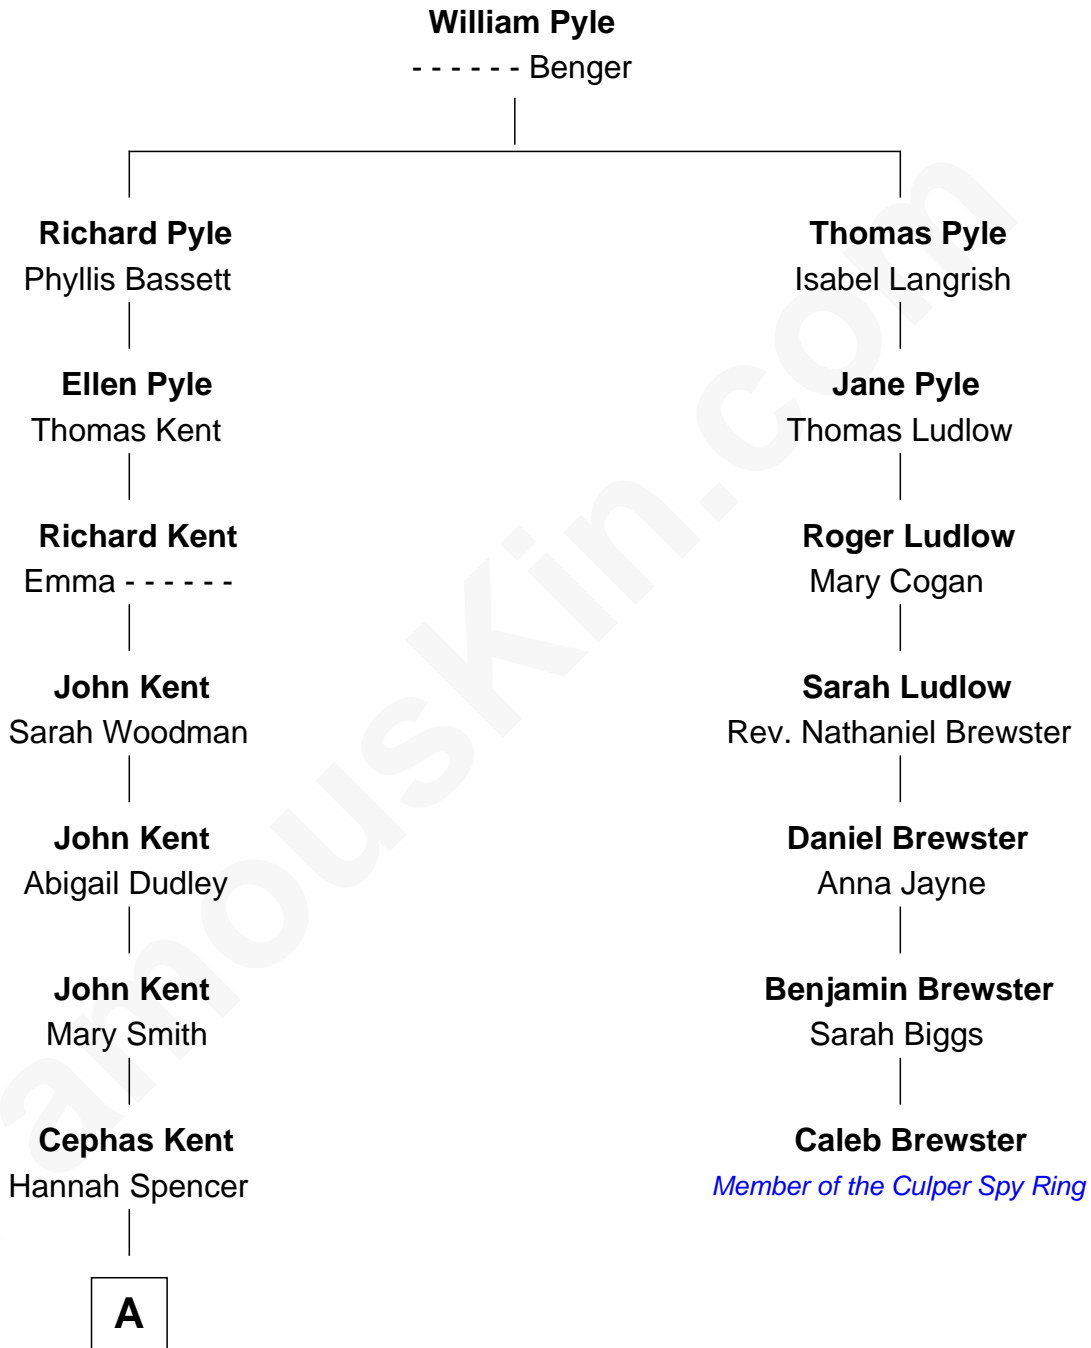 William Pyle
- - - - - - Benger
Richard Pyle
Phyllis Bassett
Thomas Pyle
Isabel Langrish
Ellen Pyle
Thomas Kent
Jane Pyle
Thomas Ludlow
Richard Kent
Emma - - - - - -
Roger Ludlow
Mary Cogan
John Kent
Sarah Woodman
Sarah Ludlow
Rev. Nathaniel Brewster
John Kent
Abigail Dudley
Daniel Brewster
Anna Jayne
John Kent
Mary Smith
Benjamin Brewster
Sarah Biggs
Cephas Kent
Hannah Spencer
Caleb Brewster
Member of the Culper Spy Ring
A
amouskin.com